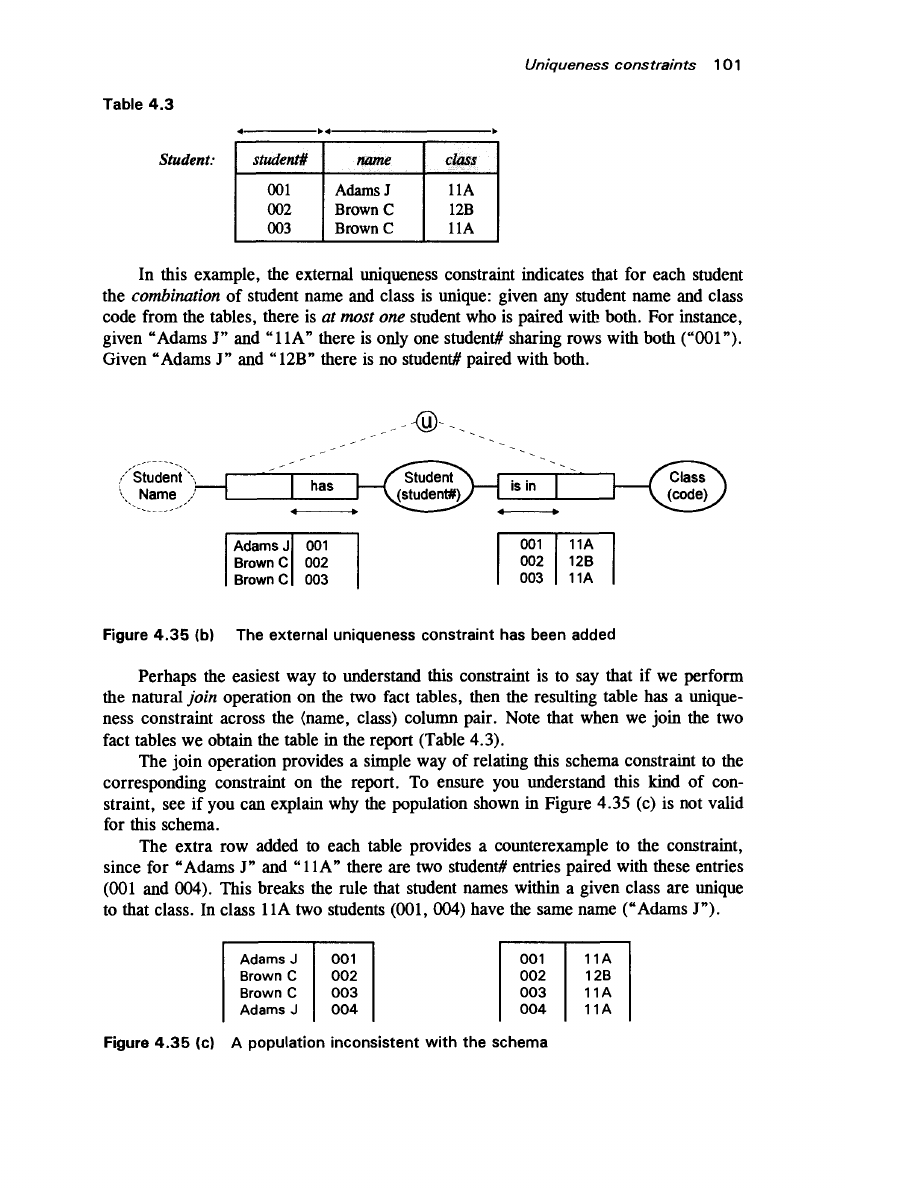 Uniqueness constraints 101
Table 4.3
Student: student# name class
001 Adams J 11A
002 Brown C 12B
003 Brown C 11A
In this example, the external uniqueness constraint indicates that for each student
the combination of student name and class is unique: given any student name and class
code from the tables, there is at most one student who is paired with both. For instance,
given "Adams J" and "11A" there is only one student# sharing rows with both ("001").
Given "Adams J" and "12B" there is no student# paired with both.
U
Student Name has Student (student#) is in Class (code)
Adams J 001 001 11A
Brown C 002 002 12B
Brown C 003 003 11A
Figure 4.35 (b) The external uniqueness constraint has been added
Perhaps the easiest way to understand this constraint is to say that if we perform
the natural join operation on the two fact tables, then the resulting table has a unique-
ness constraint across the (name, class) column pair. Note that when we join the two
fact tables we obtain the table in the report (Table 4.3).
The join operation provides a simple way of relating this schema constraint to the
corresponding constraint on the report. To ensure you understand this kind of con-
straint, see if you can explain why the population shown in Figure 4.35 (c) is not valid
for this schema.
The extra row added to each table provides a counterexample to the constraint,
since for "Adams J" and "11A" there are two student# entries paired with these entries
(001 and 004). This breaks the rule that student names within a given class are unique
to that class. In class 11A two students (001, 004) have the same name ("Adams J").
Adams J 001 001 11A
Brown C 002 002 12B
Brown C 003 003 11A
Adams J 004 004 11A
Figure 4.35 (c) A population inconsistent with the schema